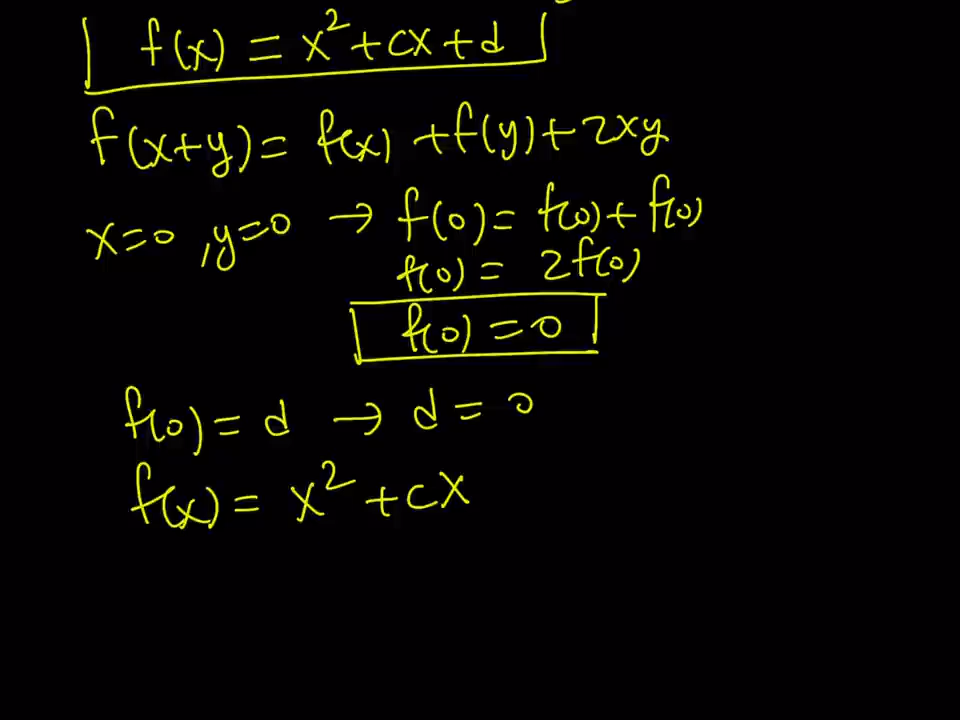 f(x) = x² + cx + d
f(x+y) = f(x) + f(y) + 2xy
x=0, y=0 → f(0) = f(0) + f(0)
f(0) = 2f(0)
f(0) = 0
f(0) = d → d = 0
f(x) = x² + cx